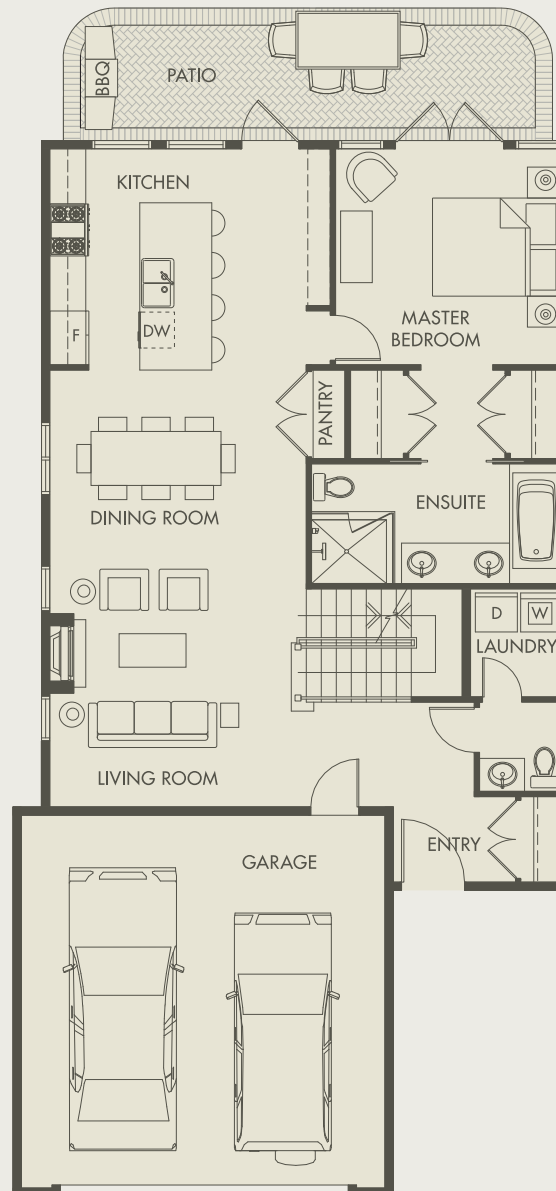 BBQ
PATIO
KITCHEN
F
DW
MASTER
BEDROOM
PANTRY
DINING ROOM
ENSUITE
D
W
LAUNDRY
LIVING ROOM
ENTRY
GARAGE